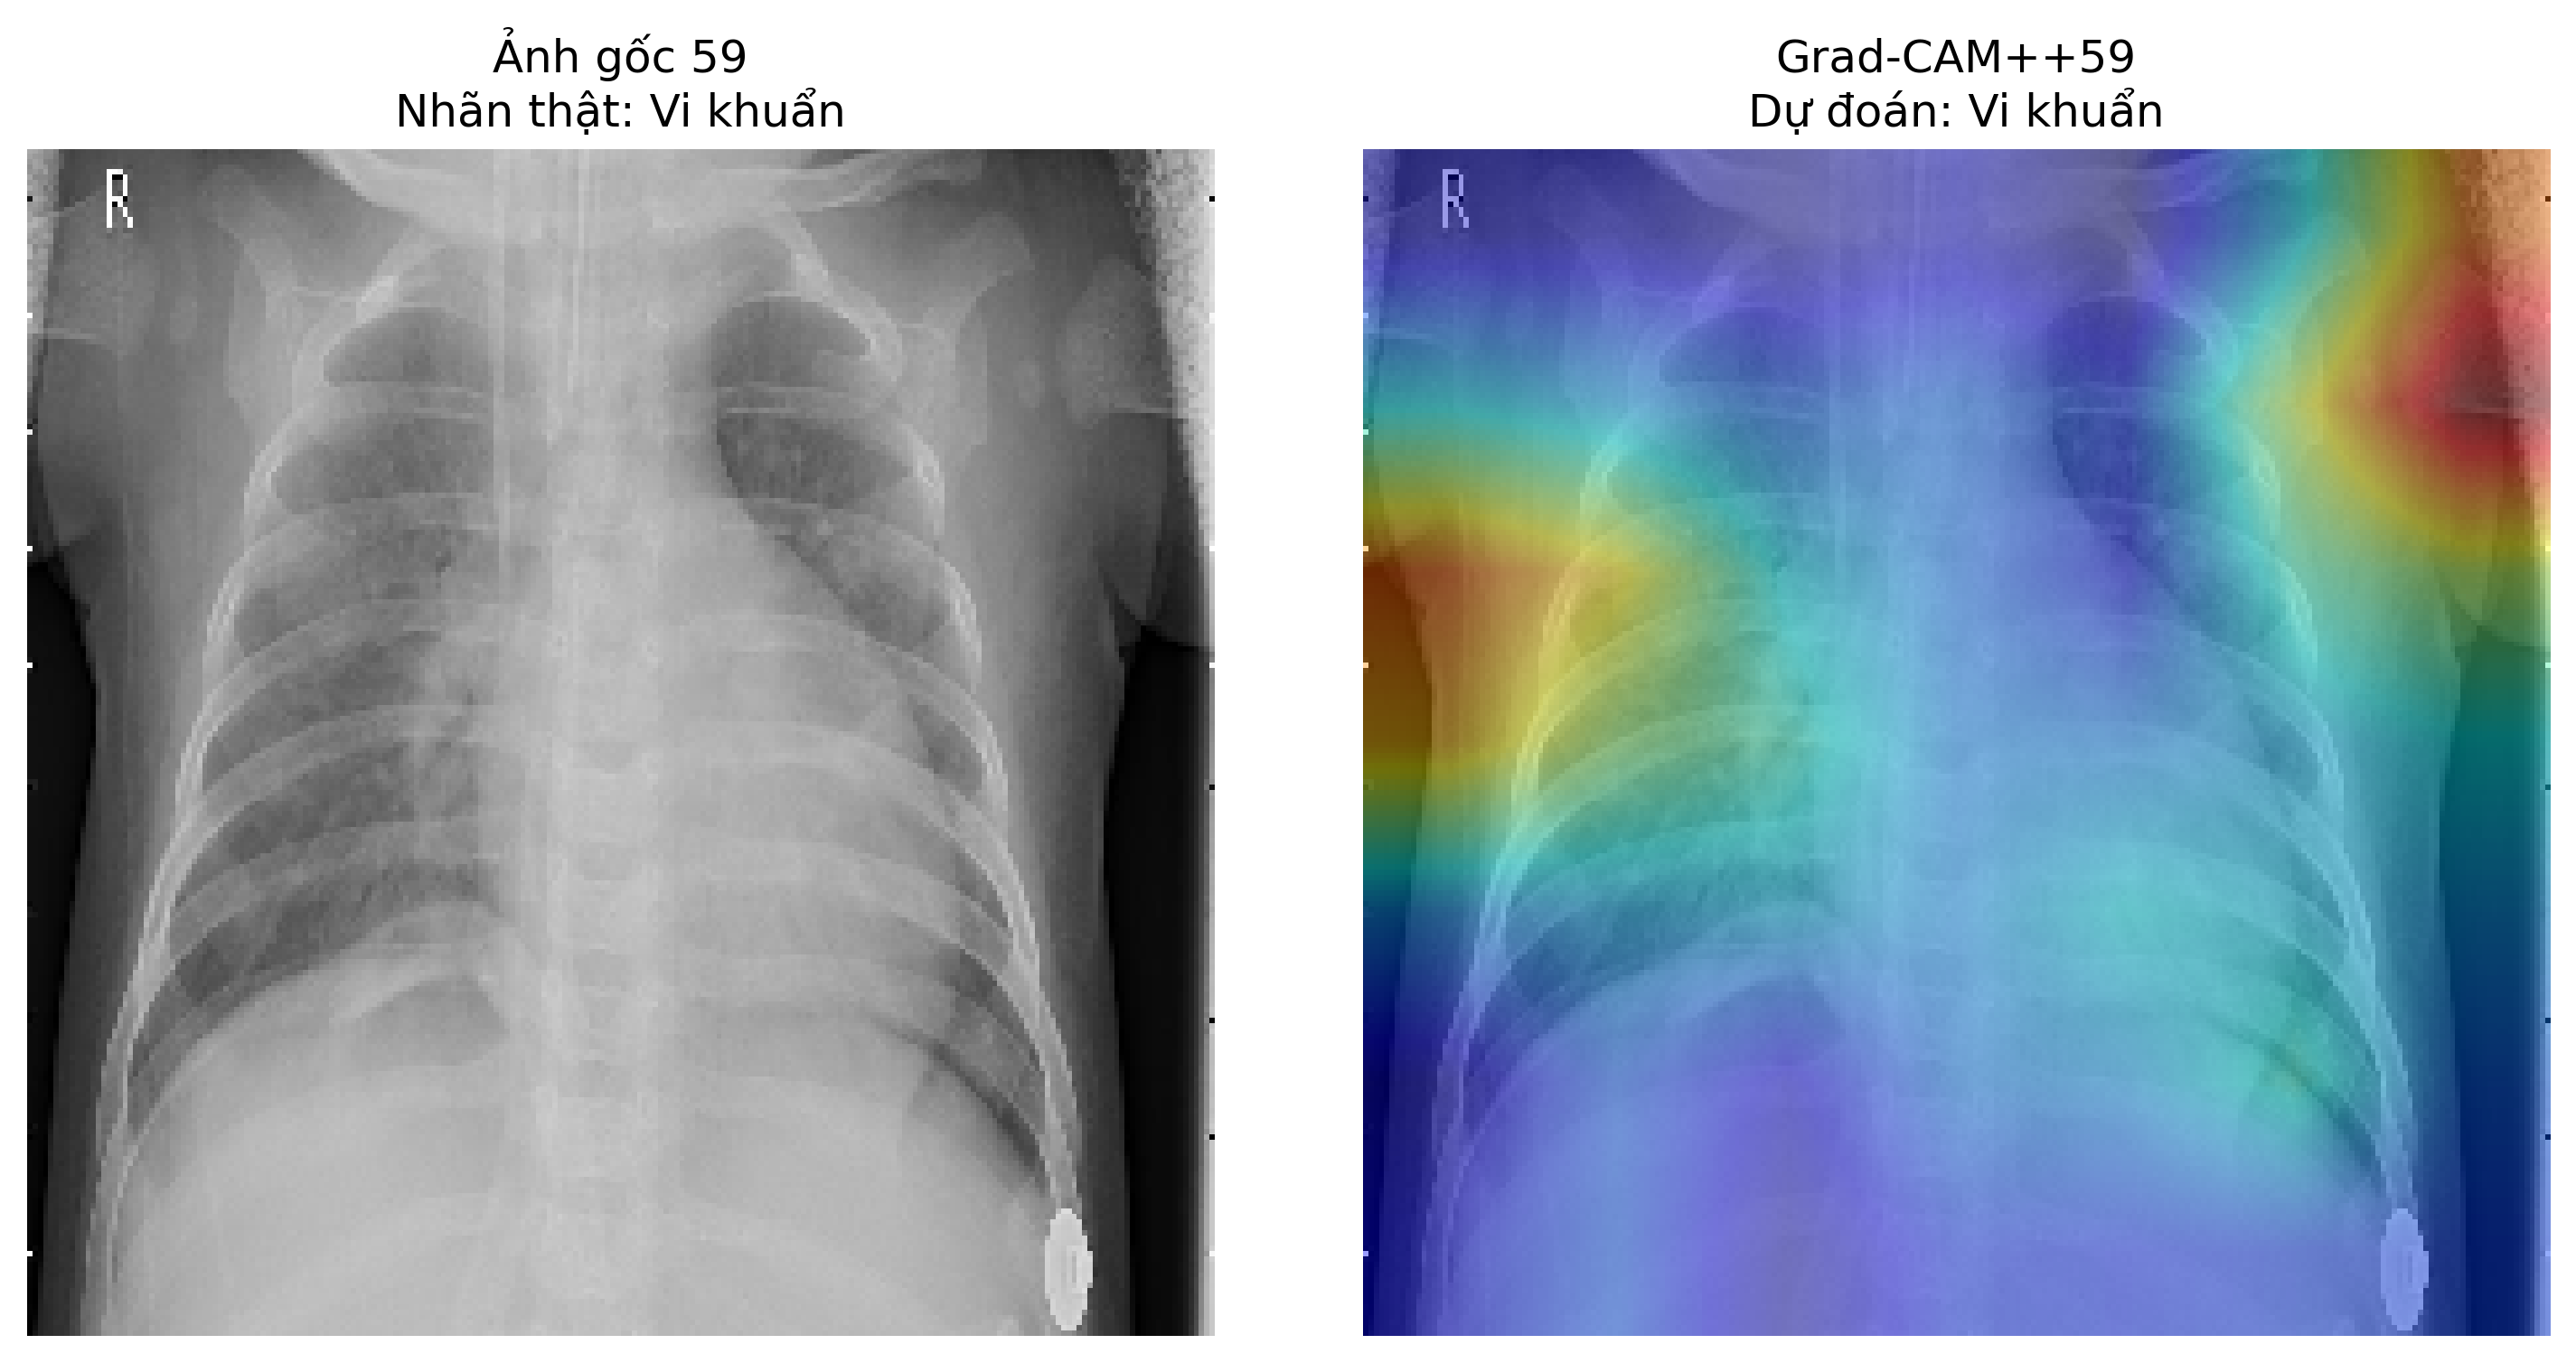 Ảnh gốc 59
Nhãn thật: Vi khuẩn
R
Grad-CAM++59
Dự đoán: Vi khuẩn
R